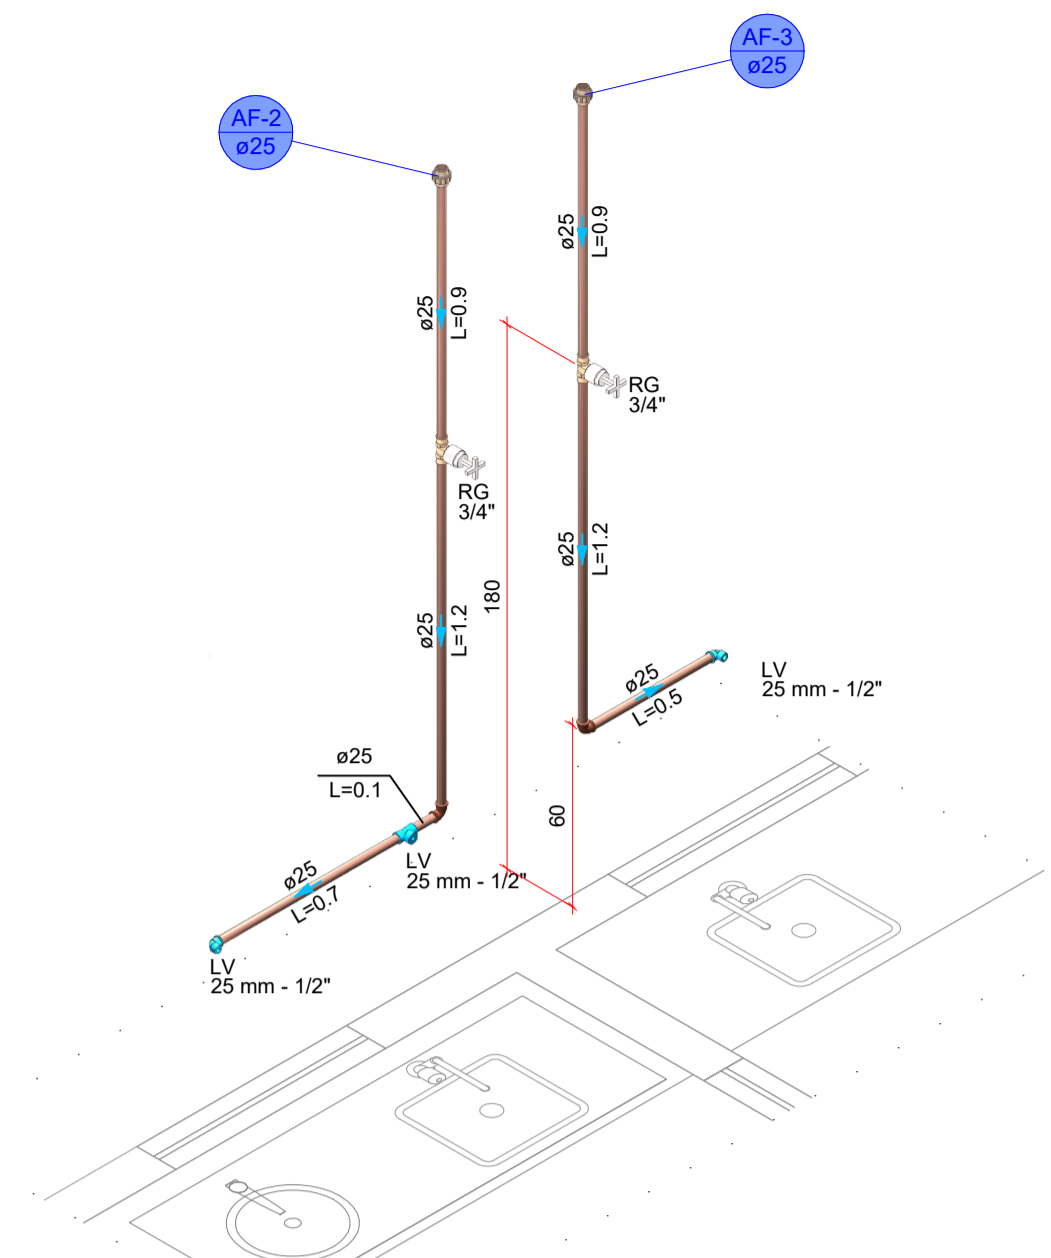 AF-3
ø25
AF-2
ø25
ø25
L=0.9
ø25
L=0.9
RG
3/4"
RG
3/4"
ø25
L=1.2
180
ø25
L=1.2
ø25
L=0.5
LV
25 mm - 1/2"
ø25
L=0.1
60
LV
25 mm - 1/2"
ø25
L=0.7
LV
25 mm - 1/2"